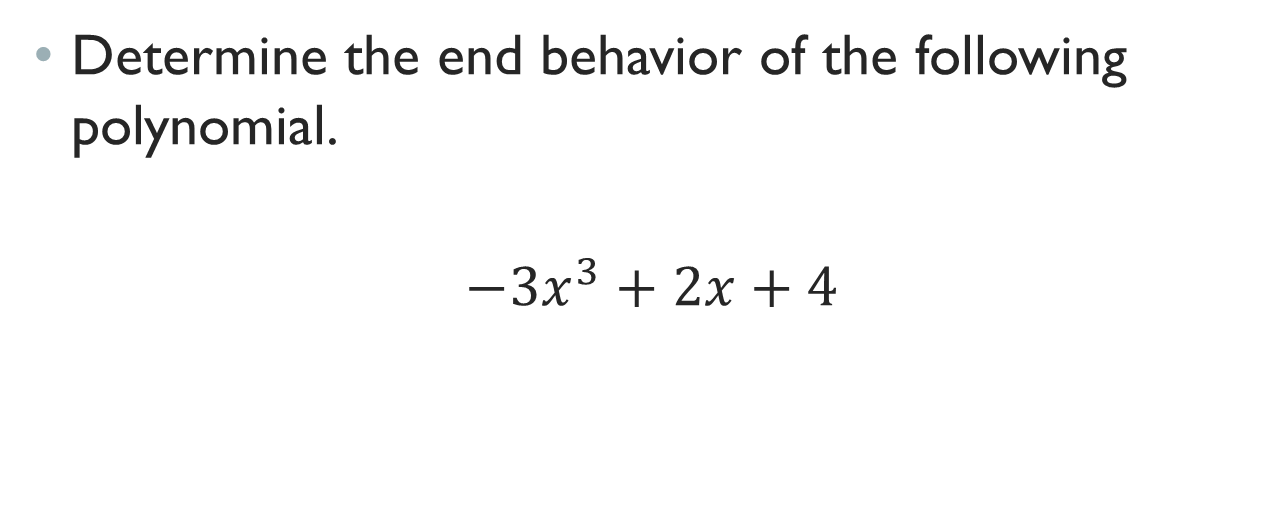 • Determine the end behavior of the following
polynomial.
−3x³ + 2x + 4